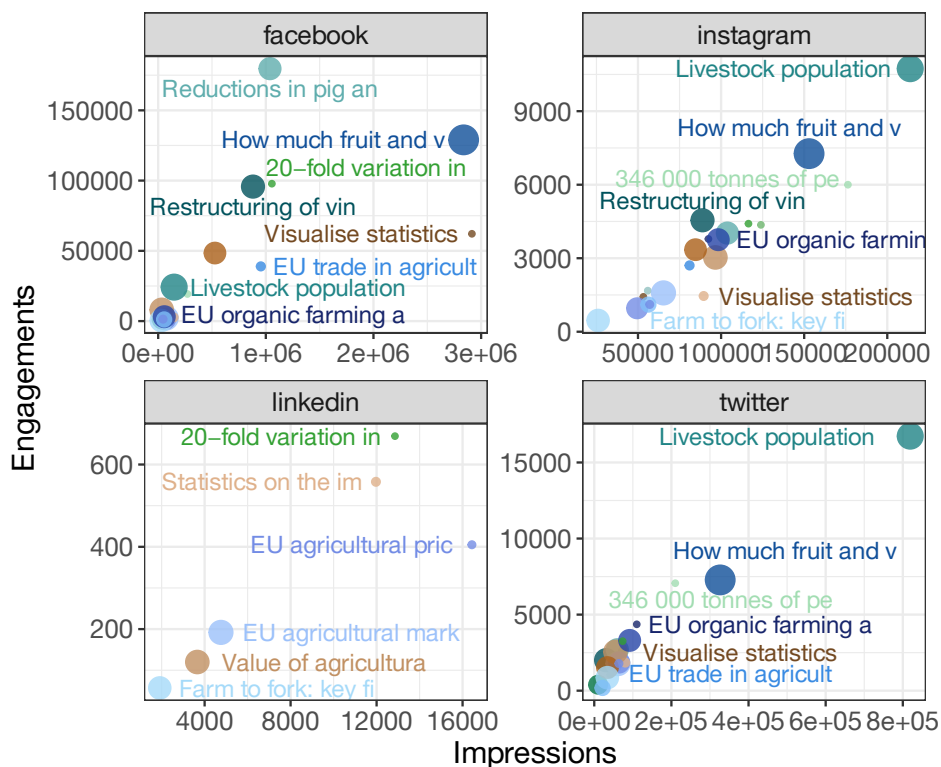 facebook
instagram
Reductions in pig an
How much fruit and v
20−fold variation in
Restructuring of vin
Visualise statistics
EU trade in agricult
Livestock population
EU organic farming a
150000
100000
50000
0
0e+00 1e+06 2e+06 3e+06
Livestock population
How much fruit and v
346 000 tonnes of pe
Restructuring of vin
EU organic farmin
Visualise statistics
Farm to fork: key fi
9000
6000
3000
0
50000 100000 150000 200000
linkedin
twitter
20−fold variation in
Statistics on the im
EU agricultural pric
EU agricultural mark
Value of agricultura
Farm to fork: key fi
600
400
200
4000 8000 12000 16000
Livestock population
How much fruit and v
346 000 tonnes of pe
EU organic farming a
Visualise statistics
EU trade in agricult
15000
10000
5000
0
0e+00 2e+05 4e+05 6e+05 8e+05
Engagements
Impressions